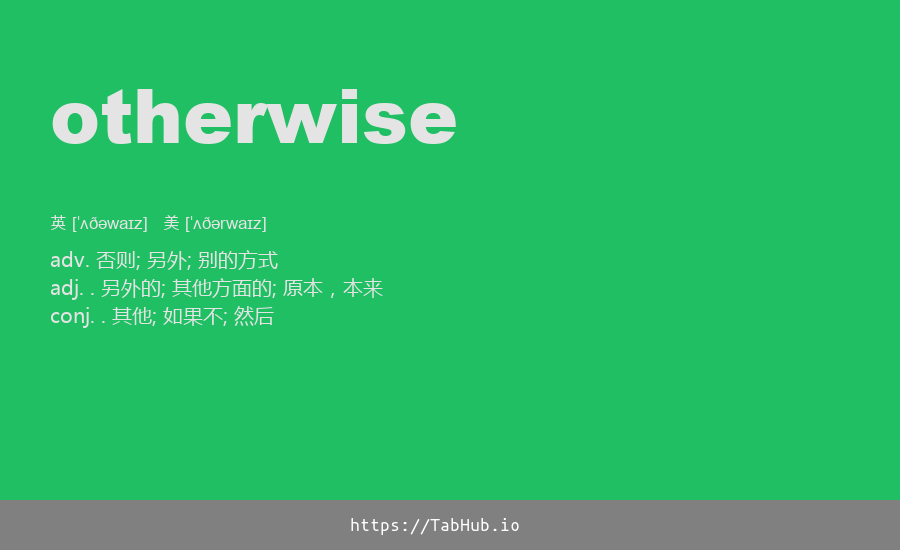 otherwise
英 [ˈʌðəwaɪz] 美 [ˈʌðərwaɪz]
adv. 否则; 另外; 别的方式
adj. . 另外的; 其他方面的; 原本，本来
conj. . 其他; 如果不; 然后
https://TabHub.io